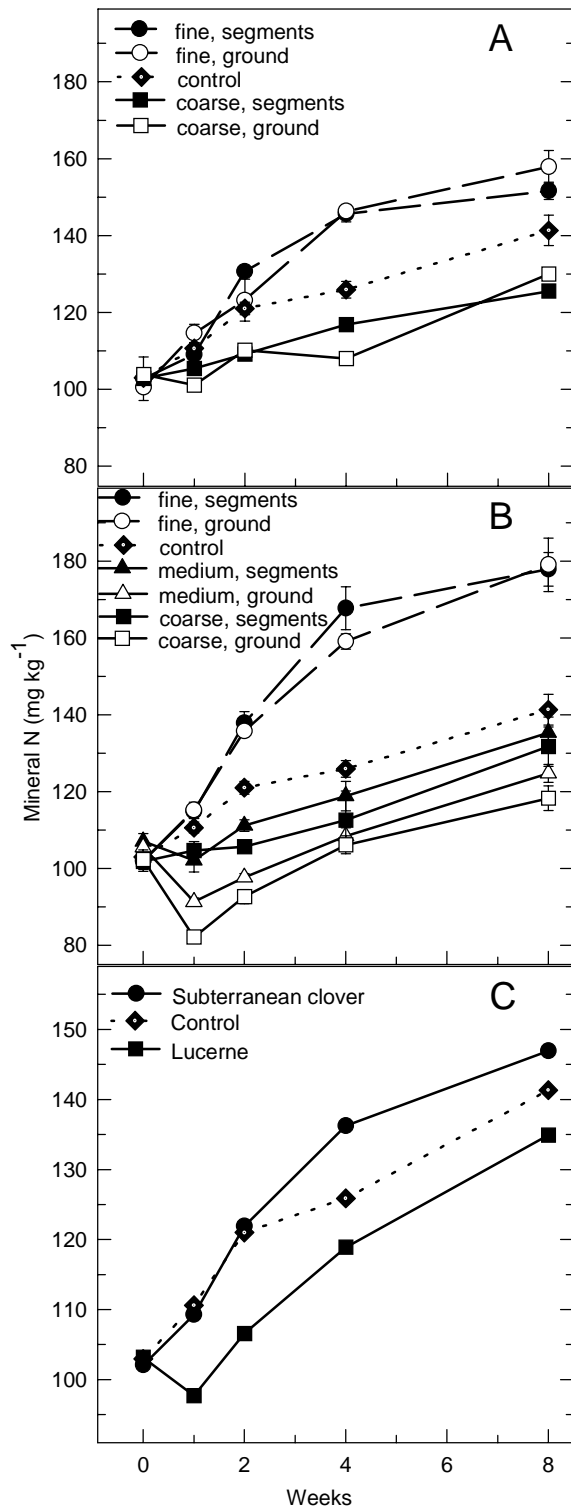 A
fine, segments
fine, ground
control
coarse, segments
coarse, ground
180
160
140
120
100
80
B
fine, segments
fine, ground
control
medium, segments
medium, ground
coarse, segments
coarse, ground
180
160
140
120
100
80
Mineral N (mg kg⁻¹)
C
Subterranean clover
Control
Lucerne
150
140
130
120
110
100
0 2 4 6 8
Weeks